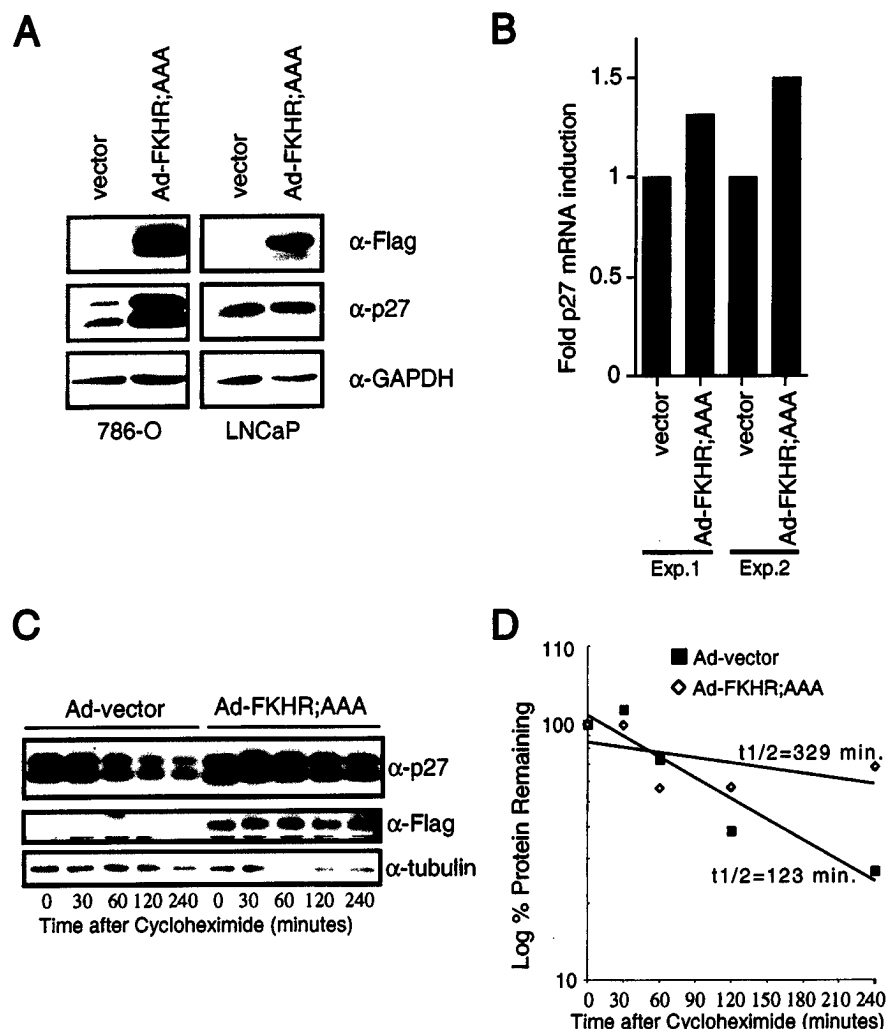 A
vector
Ad-FKHR;AAA
vector
Ad-FKHR;AAA
α-Flag
α-p27
α-GAPDH
786-O
LNCaP
B
Fold p27 mRNA induction
1.5
1
0.5
0
vector
Ad-FKHR;AAA
vector
Ad-FKHR;AAA
Exp.1
Exp.2
C
Ad-vector
Ad-FKHR;AAA
α-p27
α-Flag
α-tubulin
0 30 60 120 240 0 30 60 120 240
Time after Cycloheximide (minutes)
D
Log % Protein Remaining
110
100
10
Ad-vector
Ad-FKHR;AAA
t1/2=329 min.
t1/2=123 min.
0 30 60 90 120 150 180 210 240
Time after Cycloheximide (minutes)